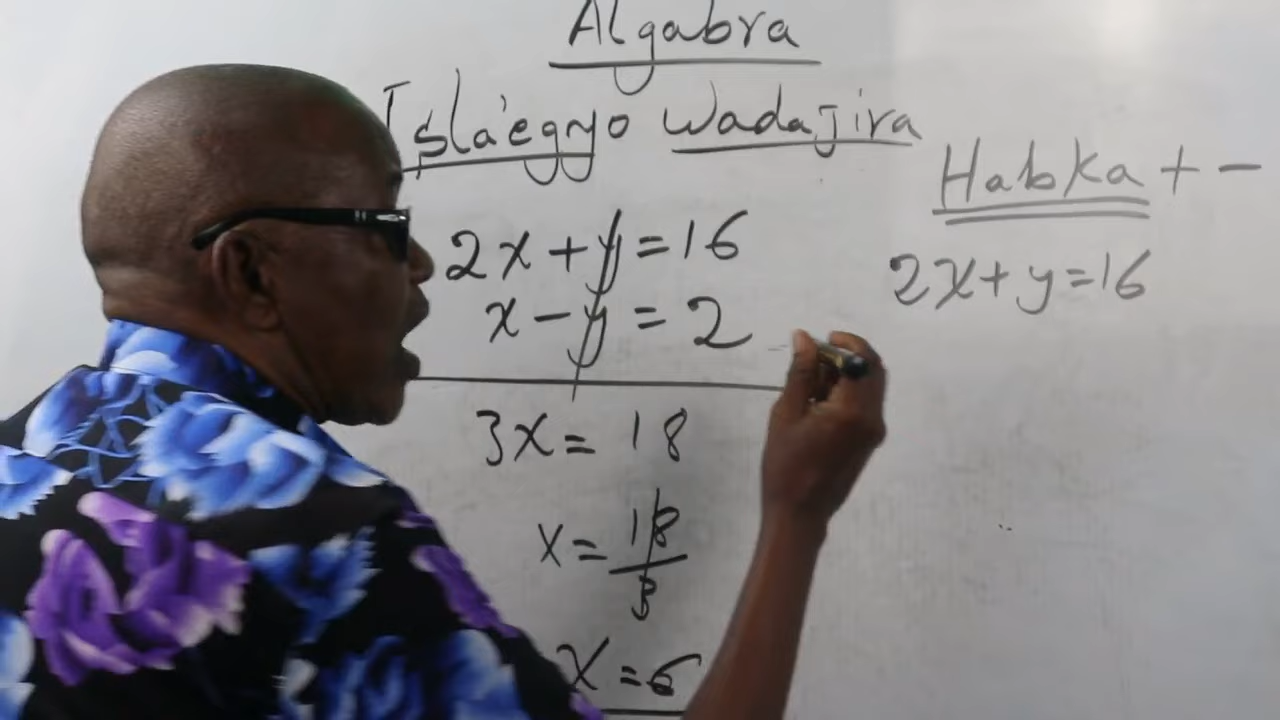 Algabra
Isla'egyo Wadajira
2x+y=16
x-y=2
3x=18
x=18/3
x=6
Habka + -
2x+y=16